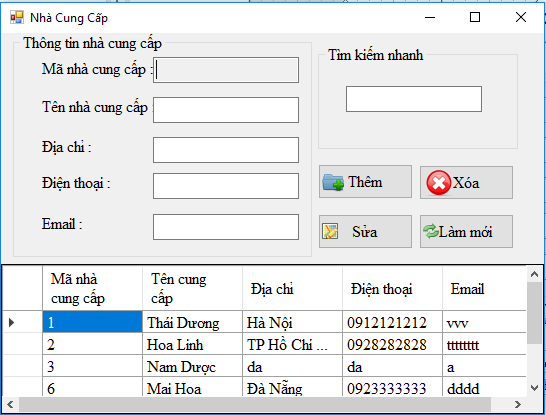 Nhà Cung Cấp
Thông tin nhà cung cấp
Mã nhà cung cấp :
Tên nhà cung cấp :
Địa chỉ :
Điện thoại :
Email :
Tìm kiếm nhanh
Thêm
Xóa
Sửa
Làm mới
Mã nhà cung cấp Tên cung cấp Địa chỉ Điện thoại Email
1 Thái Dương Hà Nội 0912121212 vvv
2 Hoa Linh TP Hồ Chí ... 0928282828 tttttttt
3 Nam Dược da da a
6 Mai Hoa Đà Nẵng 0923333333 dddd